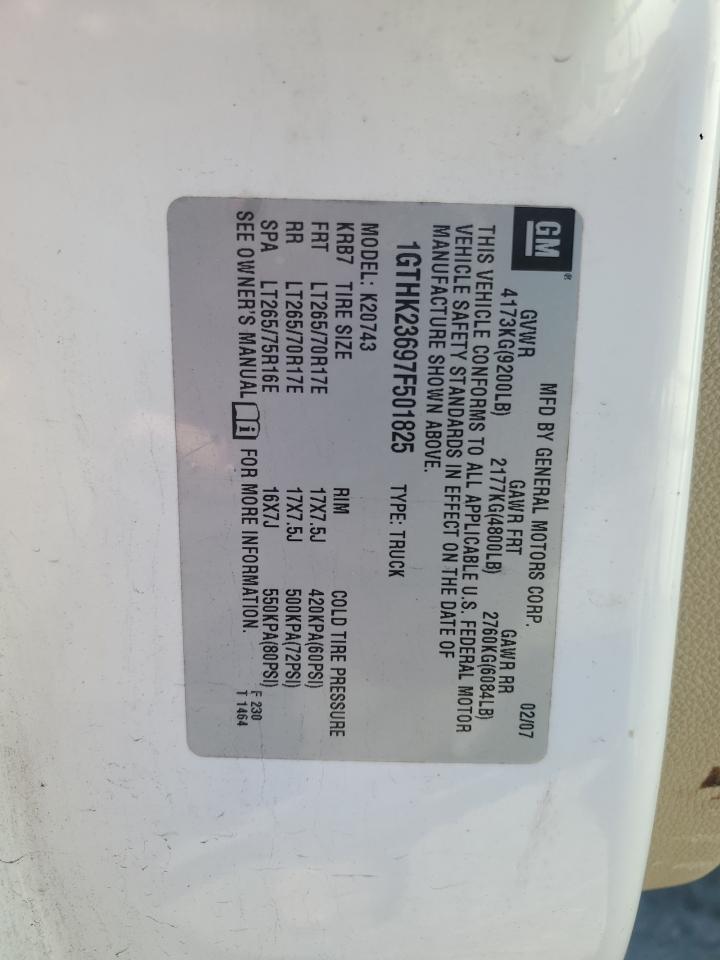 GM®
MFD BY GENERAL MOTORS CORP. 02/07
GVWR GAWR FRT GAWR RR
4173KG(9200LB) 2177KG(4800LB) 2760KG(6084LB)
THIS VEHICLE CONFORMS TO ALL APPLICABLE U.S. FEDERAL MOTOR
VEHICLE SAFETY STANDARDS IN EFFECT ON THE DATE OF
MANUFACTURE SHOWN ABOVE.
1GTHK23697F501825 TYPE: TRUCK
MODEL: K20743
KRB7 TIRE SIZE RIM COLD TIRE PRESSURE
FRT LT265/70R17E 17X7.5J 420KPA(60PSI)
RR LT265/70R17E 17X7.5J 500KPA(72PSI)
SPA LT265/75R16E 16X7J 550KPA(80PSI)
SEE OWNER'S MANUAL i FOR MORE INFORMATION.
F 230
T 1464